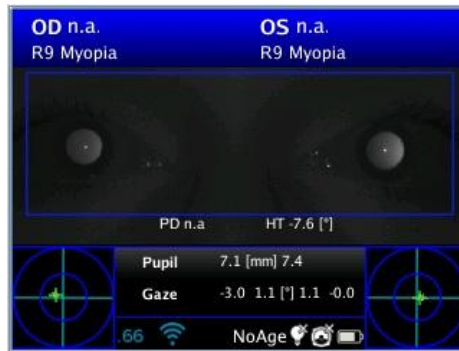 OD n.a. OS n.a.
R9 Myopia R9 Myopia
PD n.a HT -7.6 [°]
Pupil 7.1 [mm] 7.4
Gaze -3.0 1.1 [°] 1.1 -0.0
.66 NoAge